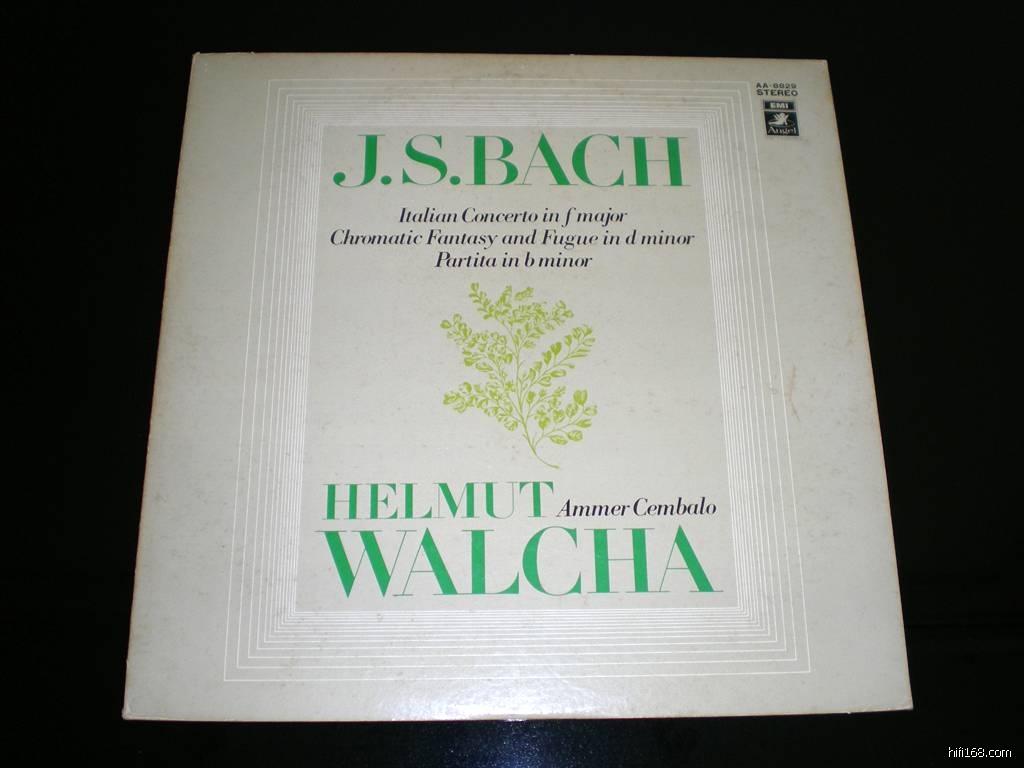 AA-8829
STEREO
EMI
Angel
J.S.BACH
Italian Concerto in f major
Chromatic Fantasy and Fugue in d minor
Partita in b minor
HELMUT Ammer Cembalo
WALCHA
hifi168.com